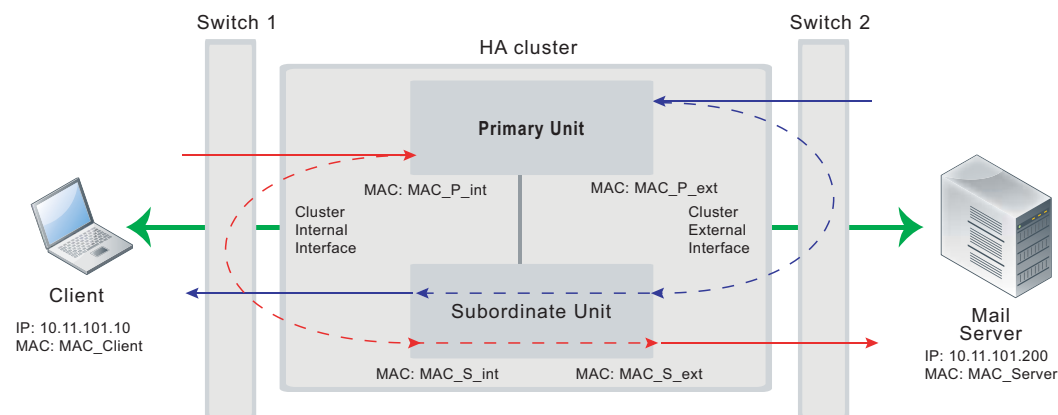 Switch 1
Switch 2
HA cluster
Primary Unit
MAC: MAC_P_int
MAC: MAC_P_ext
Cluster
Internal
Interface
Cluster
External
Interface
Client
IP: 10.11.101.10
MAC: MAC_Client
Subordinate Unit
MAC: MAC_S_int
MAC: MAC_S_ext
Mail
Server
IP: 10.11.101.200
MAC: MAC_Server